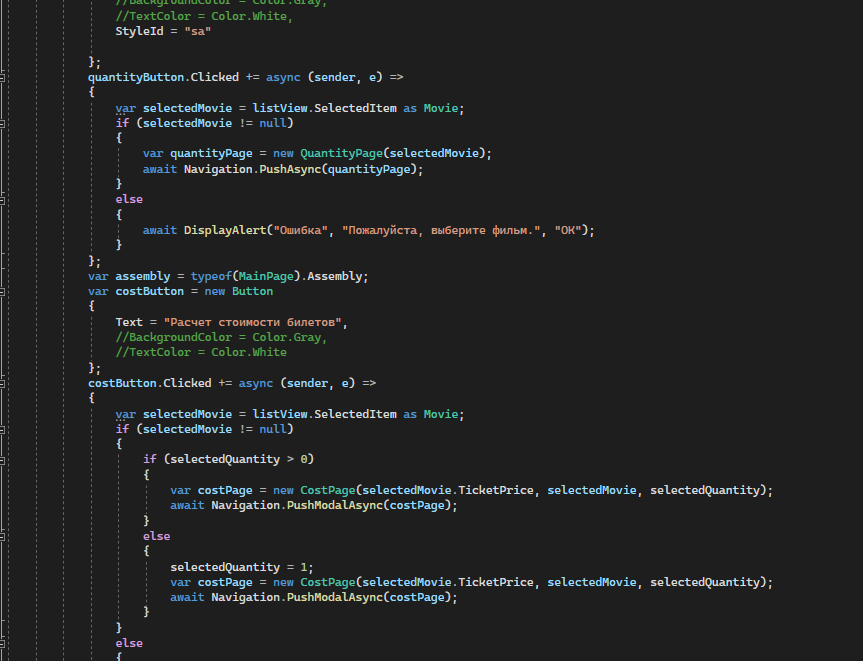 //BackgroundColor = Color.Gray,
//TextColor = Color.White,
StyleId = "sa"
};
quantityButton.Clicked += async (sender, e) =>
{
var selectedMovie = listView.SelectedItem as Movie;
if (selectedMovie != null)
{
var quantityPage = new QuantityPage(selectedMovie);
await Navigation.PushAsync(quantityPage);
}
else
{
await DisplayAlert("Ошибка", "Пожалуйста, выберите фильм.", "ОК");
}
};
var assembly = typeof(MainPage).Assembly;
var costButton = new Button
{
Text = "Расчет стоимости билетов",
//BackgroundColor = Color.Gray,
//TextColor = Color.White
};
costButton.Clicked += async (sender, e) =>
{
var selectedMovie = listView.SelectedItem as Movie;
if (selectedMovie != null)
{
if (selectedQuantity > 0)
{
var costPage = new CostPage(selectedMovie.TicketPrice, selectedMovie, selectedQuantity);
await Navigation.PushModalAsync(costPage);
}
else
{
selectedQuantity = 1;
var costPage = new CostPage(selectedMovie.TicketPrice, selectedMovie, selectedQuantity);
await Navigation.PushModalAsync(costPage);
}
}
else
{